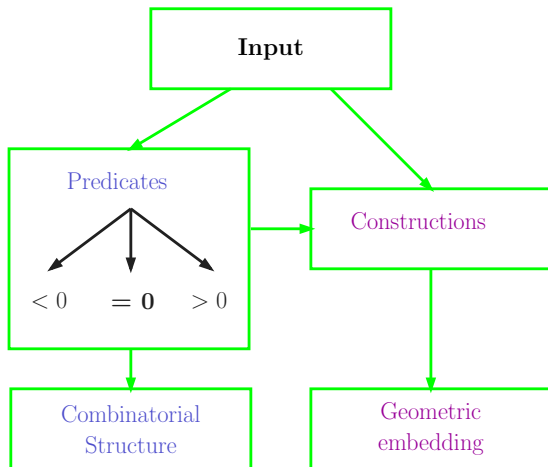 Input
Predicates
Constructions
< 0 = 0 > 0
Combinatorial
Structure
Geometric
embedding